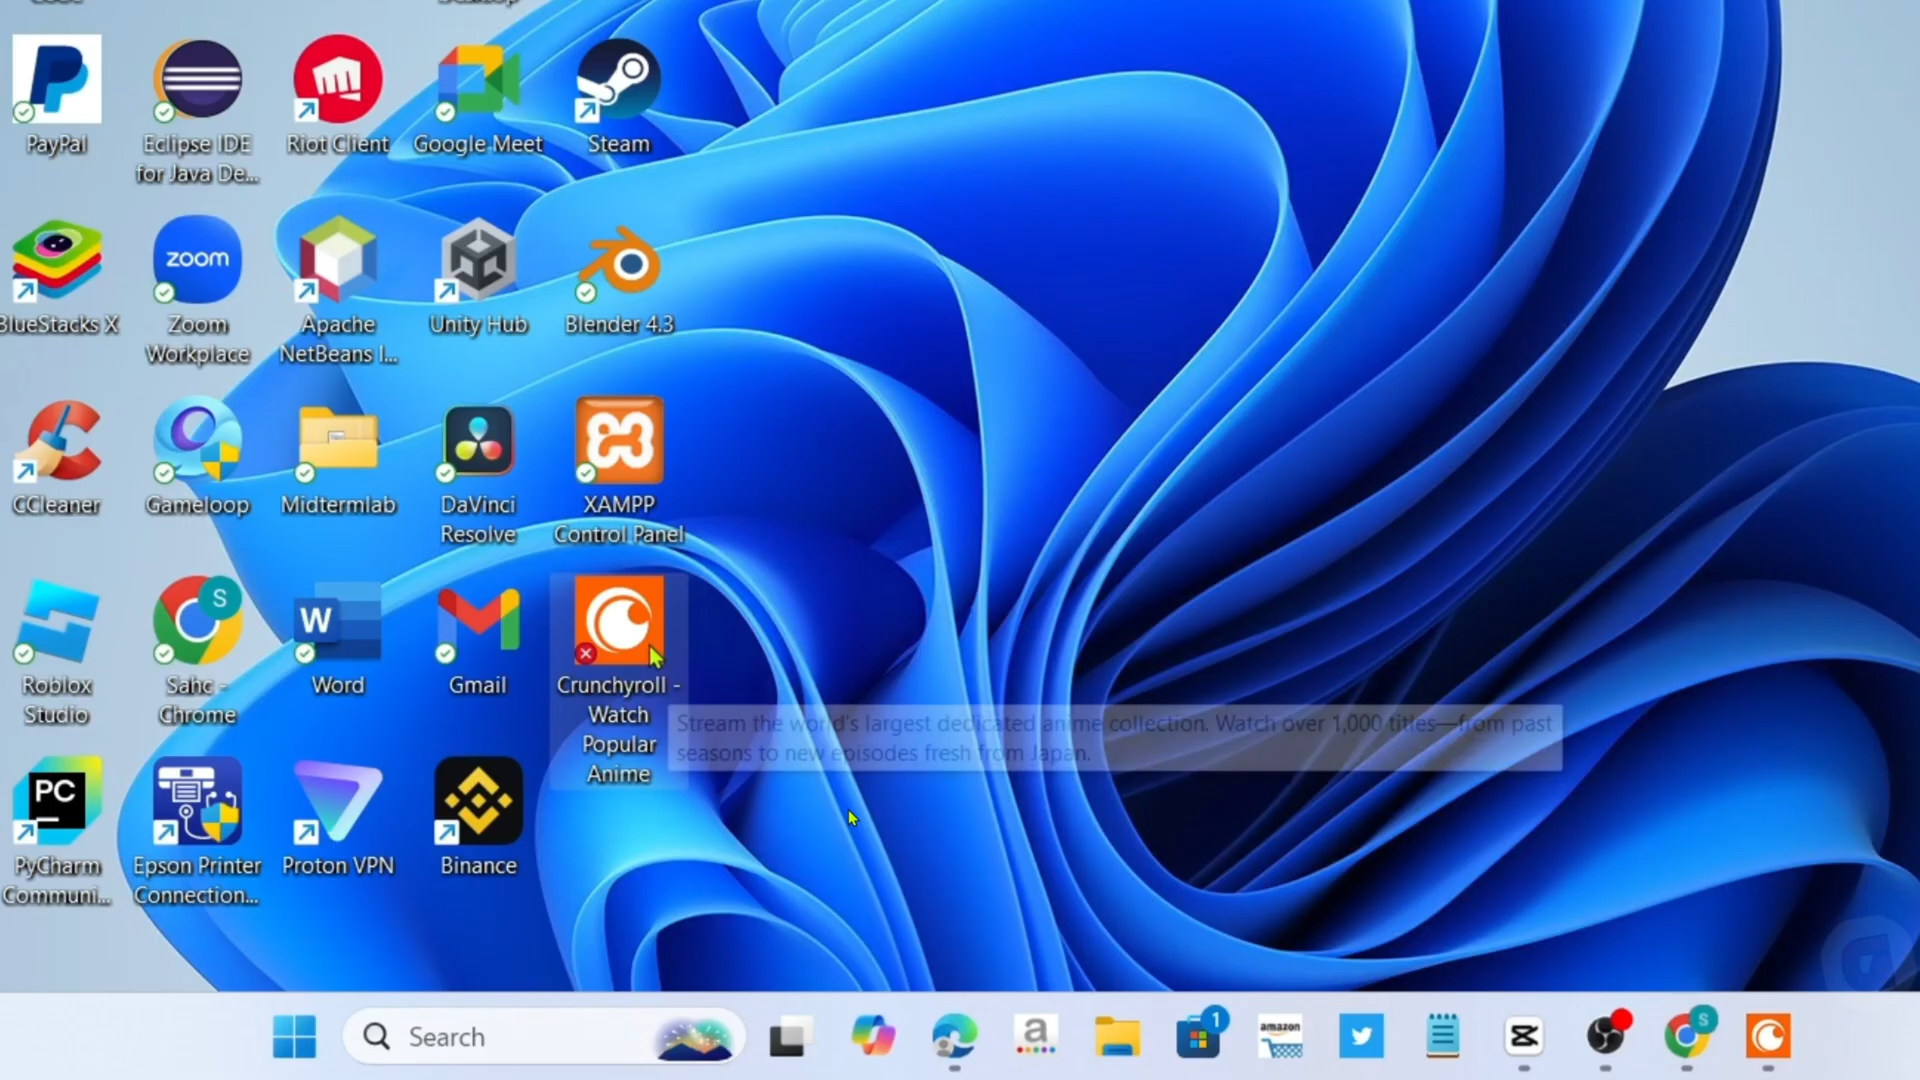 PayPal
Eclipse IDE
for Java De...
Riot Client
Google Meet
Steam
BlueStacks X
zoom
Zoom
Workplace
Apache
NetBeans I...
Unity Hub
Blender 4.3
CCleaner
Gameloop
Midtermlab
DaVinci
Resolve
XAMPP
Control Panel
Roblox
Studio
S
Sahc -
Chrome
W
Word
Gmail
Crunchyroll -
Watch
Popular
Anime
Stream the world's largest dedicated anime collection. Watch over 1,000 titles—from past
seasons to new episodes fresh from Japan.
PC
PyCharm
Communi...
Epson Printer
Connection...
Proton VPN
Binance
Search
a
1
amazon
S